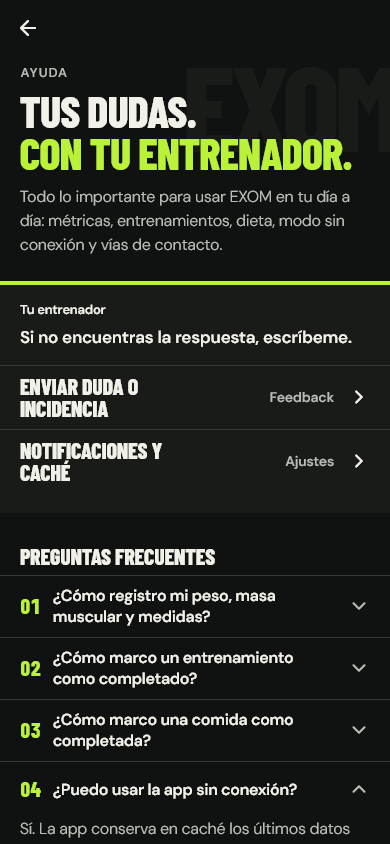 AYUDA
EXOM
TUS DUDAS.
CON TU ENTRENADOR.
Todo lo importante para usar EXOM en tu día a
día: métricas, entrenamientos, dieta, modo sin
conexión y vías de contacto.
Tu entrenador
Si no encuentras la respuesta, escríbeme.
ENVIAR DUDA O
INCIDENCIA
Feedback
NOTIFICACIONES Y
CACHÉ
Ajustes
PREGUNTAS FRECUENTES
01 ¿Cómo registro mi peso, masa
muscular y medidas?
02 ¿Cómo marco un entrenamiento
como completado?
03 ¿Cómo marco una comida como
completada?
04 ¿Puedo usar la app sin conexión?
Sí. La app conserva en caché los últimos datos